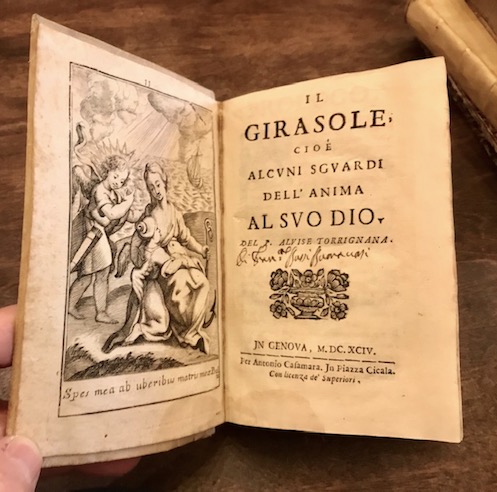 II
Spes mea ab uberibus matris meæ
IL
GIRASOLE,
CIOÈ
ALCVNI SGVARDI
DELL' ANIMA
AL SVO DIO,
DEL P. ALVISE TORRIGNANA.
IN GENOVA, M.DC.XCIV.
Per Antonio Casamara, In Piazza Cicala.
Con licenza de' Superiori.